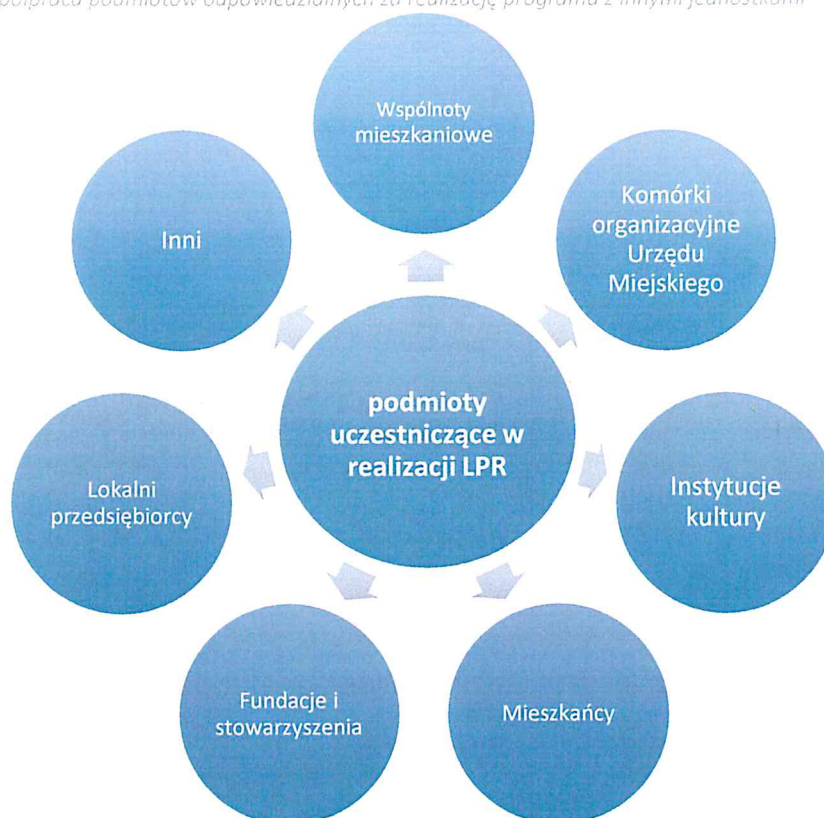 półpraca podmiotów odpowiedzialnych za realizację programu z innymi jednostkami
Wspólnoty
mieszkaniowe
Komórki
organizacyjne
Urzędu
Miejskiego
Instytucje
kultury
Mieszkańcy
Fundacje i
stowarzyszenia
Lokalni
przedsiębiorcy
Inni
podmioty
uczestniczące w
realizacji LPR